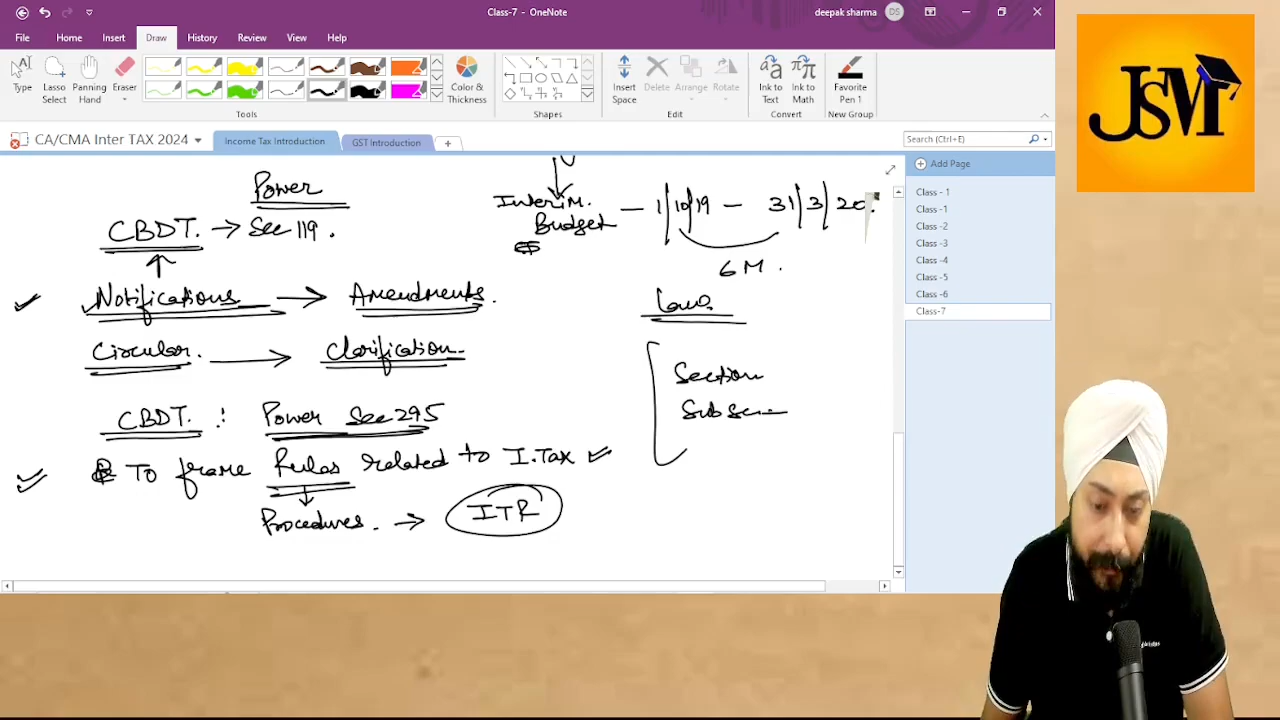 Class-7 - OneNote
deepak sharma DS
File Home Insert Draw History Review View Help
Type
Lasso Select
Panning Hand
Eraser
Color & Thickness
Insert Space
Delete
Arrange
Rotate
Ink to Text
Ink to Math
Favorite Pen 1
Tools
Shapes
Edit
Convert
New Group
CA/CMA Inter TAX 2024
Income Tax Introduction
GST Introduction
Search (Ctrl+E)
Add Page
Class - 1
Class -1
Class -2
Class -3
Class -4
Class -5
Class -6
Class-7
Power
CBDT. → Sec 119.
Notifications → Amendments.
Circular. → Clarification.
CBDT. : Power Sec 295
To frame Rules related to I.Tax
Procedures. → ITR
Interim Budget — 1/10/19 — 31/3/20.
6 M.
Law.
Section
JSM